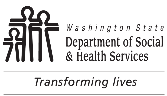 Washington State
Department of Social
& Health Services
Transforming lives